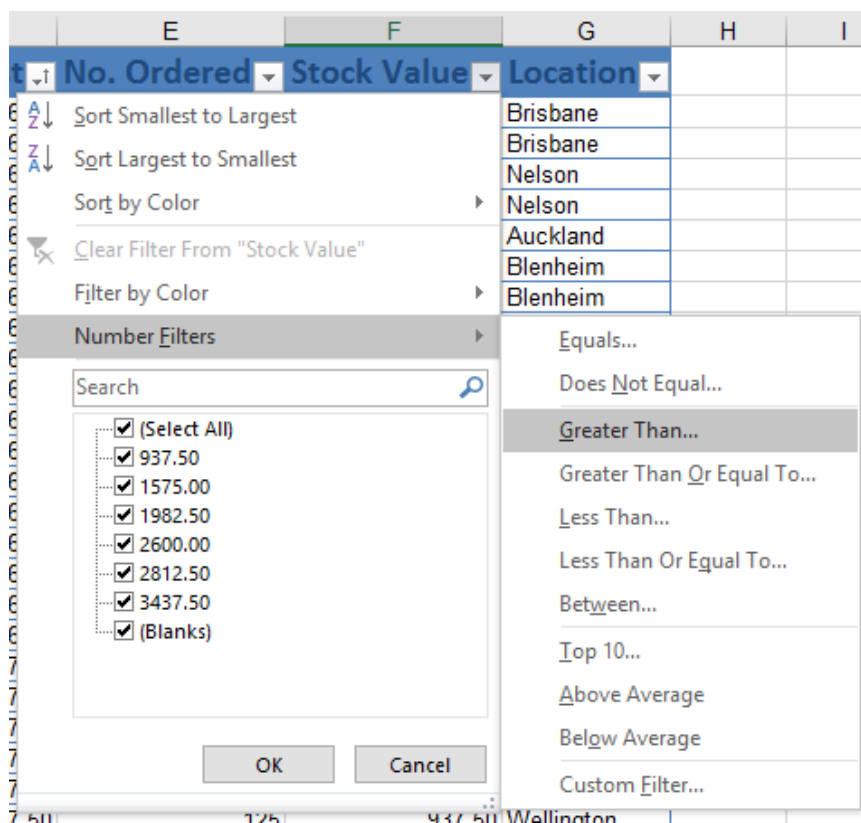 E F G H I
t No. Ordered Stock Value Location
Sort Smallest to Largest
Sort Largest to Smallest
Sort by Color
Clear Filter From "Stock Value"
Filter by Color
Number Filters
Search
(Select All)
937.50
1575.00
1982.50
2600.00
2812.50
3437.50
(Blanks)
OK Cancel
Brisbane
Brisbane
Nelson
Nelson
Auckland
Blenheim
Blenheim
Equals...
Does Not Equal...
Greater Than...
Greater Than Or Equal To...
Less Than...
Less Than Or Equal To...
Between...
Top 10...
Above Average
Below Average
Custom Filter...
7.50 125 937.50 Wellington